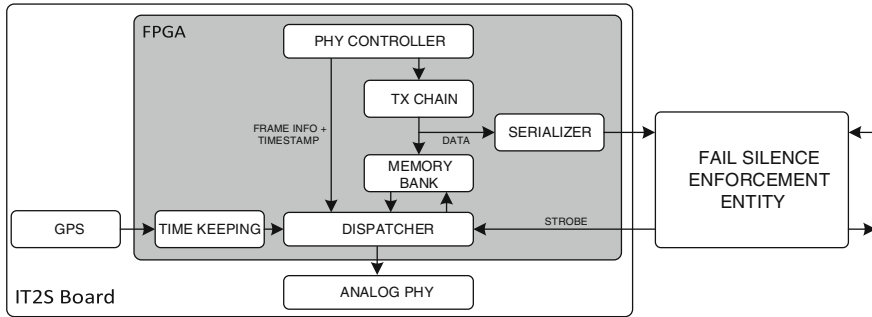 FPGA
PHY CONTROLLER
TX CHAIN
FRAME INFO +
TIMESTAMP
DATA
SERIALIZER
MEMORY
BANK
FAIL SILENCE
ENFORCEMENT
ENTITY
GPS
TIME KEEPING
DISPATCHER
STROBE
ANALOG PHY
IT2S Board